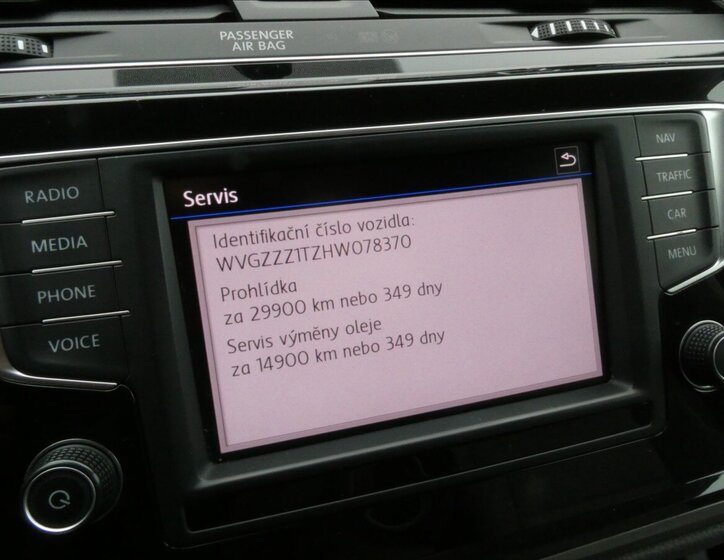 PASSENGER
AIR BAG
Servis
RADIO
MEDIA
PHONE
VOICE
Identifikační číslo vozidla:
WVGZZZ1TZHW078370
Prohlídka
za 29900 km nebo 349 dny
Servis výměny oleje
za 14900 km nebo 349 dny
NAV
TRAFFIC
CAR
MENU